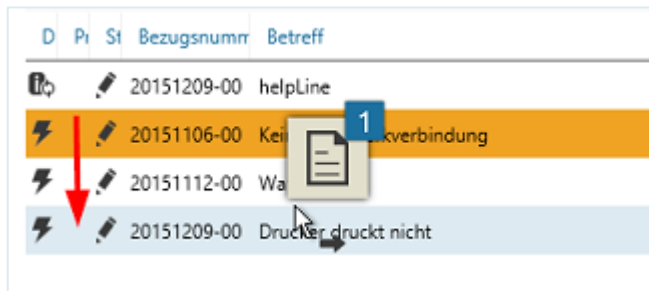 D Pr St Bezugsnumm Betreff
20151209-00 helpLine
20151106-00 Kei kverbindung
1
20151112-00 Wa
20151209-00 Drucker druckt nicht